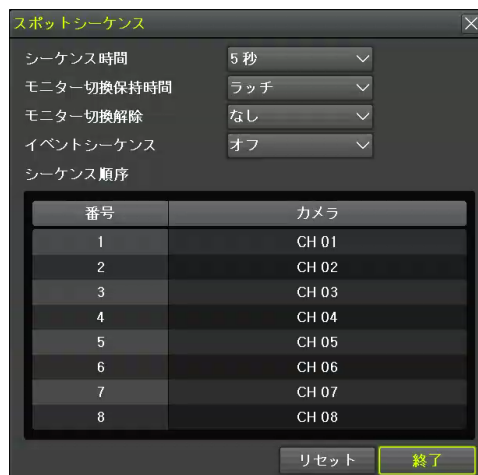 スポットシーケンス
シーケンス時間 5 秒
モニター切換保持時間 ラッチ
モニター切換解除 なし
イベントシーケンス オフ
シーケンス順序
番号 カメラ
1 CH 01
2 CH 02
3 CH 03
4 CH 04
5 CH 05
6 CH 06
7 CH 07
8 CH 08
リセット 終了